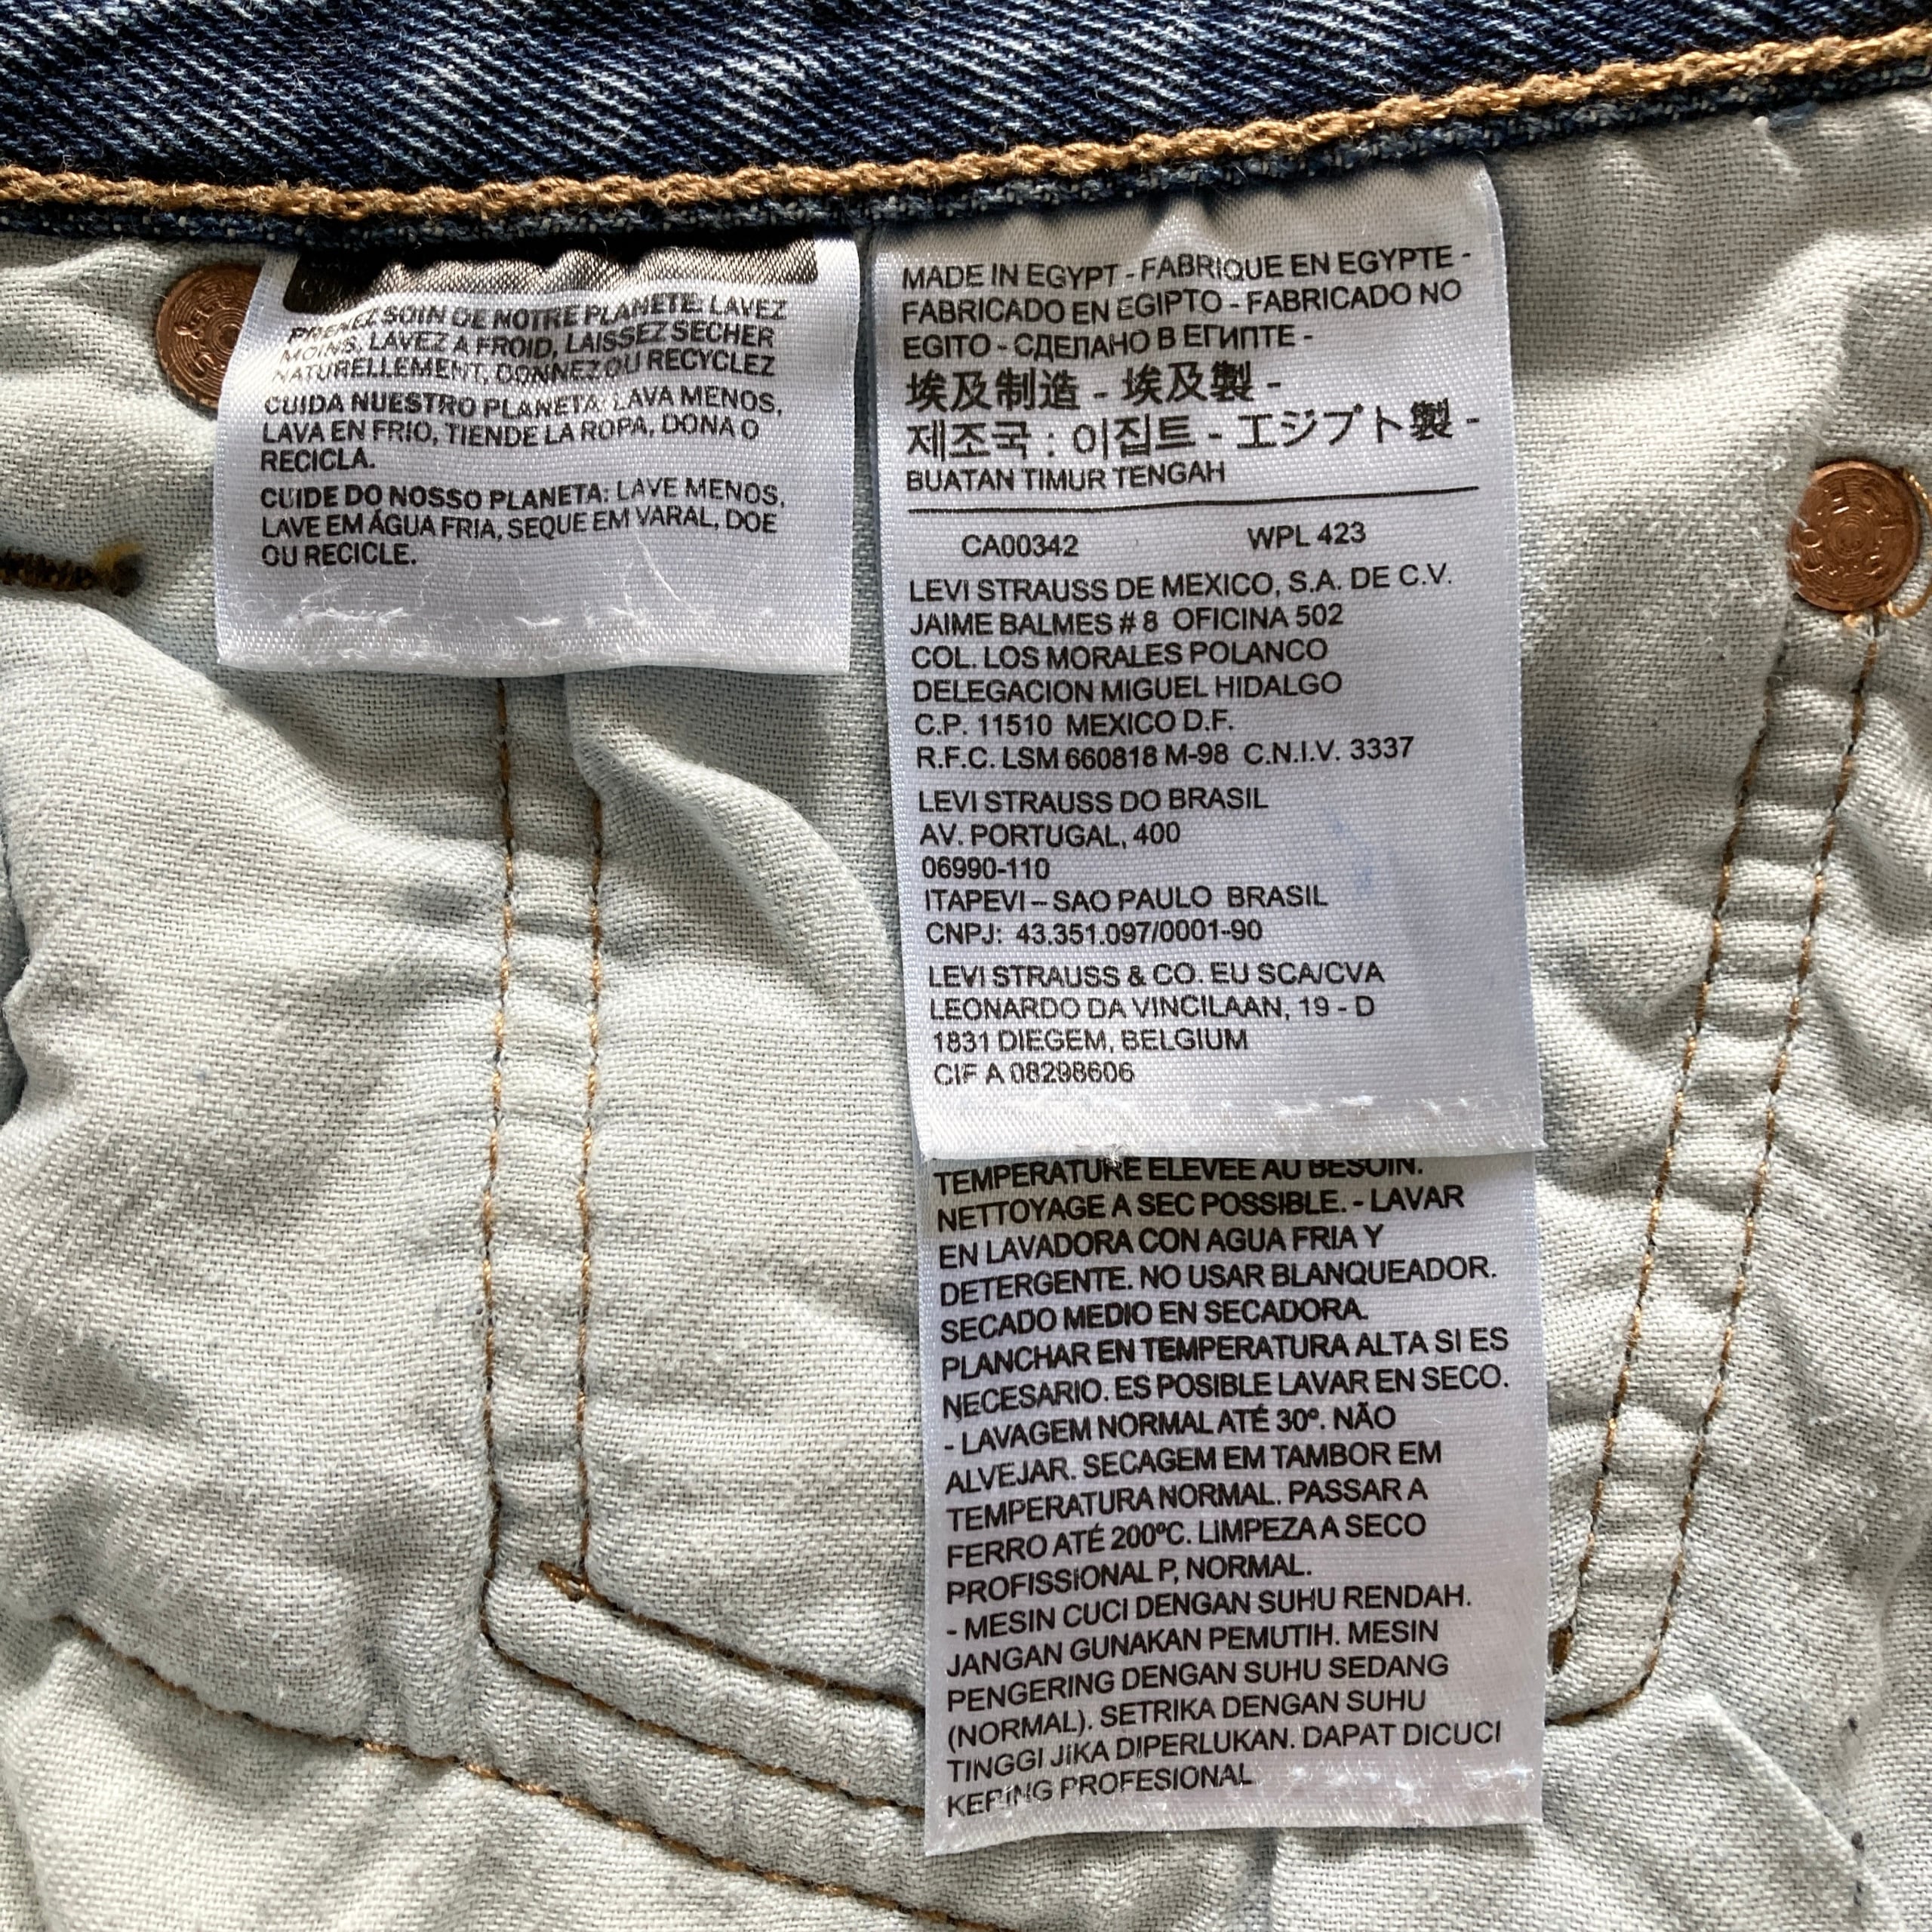 PRENEZ SOIN DE NOTRE PLANÈTE: LAVEZ
MOINS, LAVEZ A FROID, LAISSEZ SECHER
NATURELLEMENT, DONNEZ OU RECYCLEZ
CUIDA NUESTRO PLANETA: LAVA MENOS,
LAVA EN FRIO, TIENDE LA ROPA, DONA O
RECICLA.
CUIDE DO NOSSO PLANETA: LAVE MENOS,
LAVE EM ÁGUA FRIA, SEQUE EM VARAL, DOE
OU RECICLE.
MADE IN EGYPT - FABRIQUE EN EGYPTE -
FABRICADO EN EGIPTO - FABRICADO NO
EGITO - СДЕЛАНО В ЕГИПТЕ -
埃及制造 - 埃及製 -
제조국 : 이집트 - エジプト製 -
BUATAN TIMUR TENGAH
CA00342 WPL 423
LEVI STRAUSS DE MEXICO, S.A. DE C.V.
JAIME BALMES # 8 OFICINA 502
COL. LOS MORALES POLANCO
DELEGACION MIGUEL HIDALGO
C.P. 11510 MEXICO D.F.
R.F.C. LSM 660818 M-98 C.N.I.V. 3337
LEVI STRAUSS DO BRASIL
AV. PORTUGAL, 400
06990-110
ITAPEVI – SAO PAULO BRASIL
CNPJ: 43.351.097/0001-90
LEVI STRAUSS & CO. EU SCA/CVA
LEONARDO DA VINCILAAN, 19 - D
1831 DIEGEM, BELGIUM
CIF A 08298606
TEMPERATURE ELEVEE AU BESOIN.
NETTOYAGE A SEC POSSIBLE. - LAVAR
EN LAVADORA CON AGUA FRIA Y
DETERGENTE. NO USAR BLANQUEADOR.
SECADO MEDIO EN SECADORA.
PLANCHAR EN TEMPERATURA ALTA SI ES
NECESARIO. ES POSIBLE LAVAR EN SECO.
- LAVAGEM NORMAL ATÉ 30º. NÃO
ALVEJAR. SECAGEM EM TAMBOR EM
TEMPERATURA NORMAL. PASSAR A
FERRO ATÉ 200ºC. LIMPEZA A SECO
PROFISSIONAL P, NORMAL.
- MESIN CUCI DENGAN SUHU RENDAH.
JANGAN GUNAKAN PEMUTIH. MESIN
PENGERING DENGAN SUHU SEDANG
(NORMAL). SETRIKA DENGAN SUHU
TINGGI JIKA DIPERLUKAN. DAPAT DICUCI
KERING PROFESIONAL